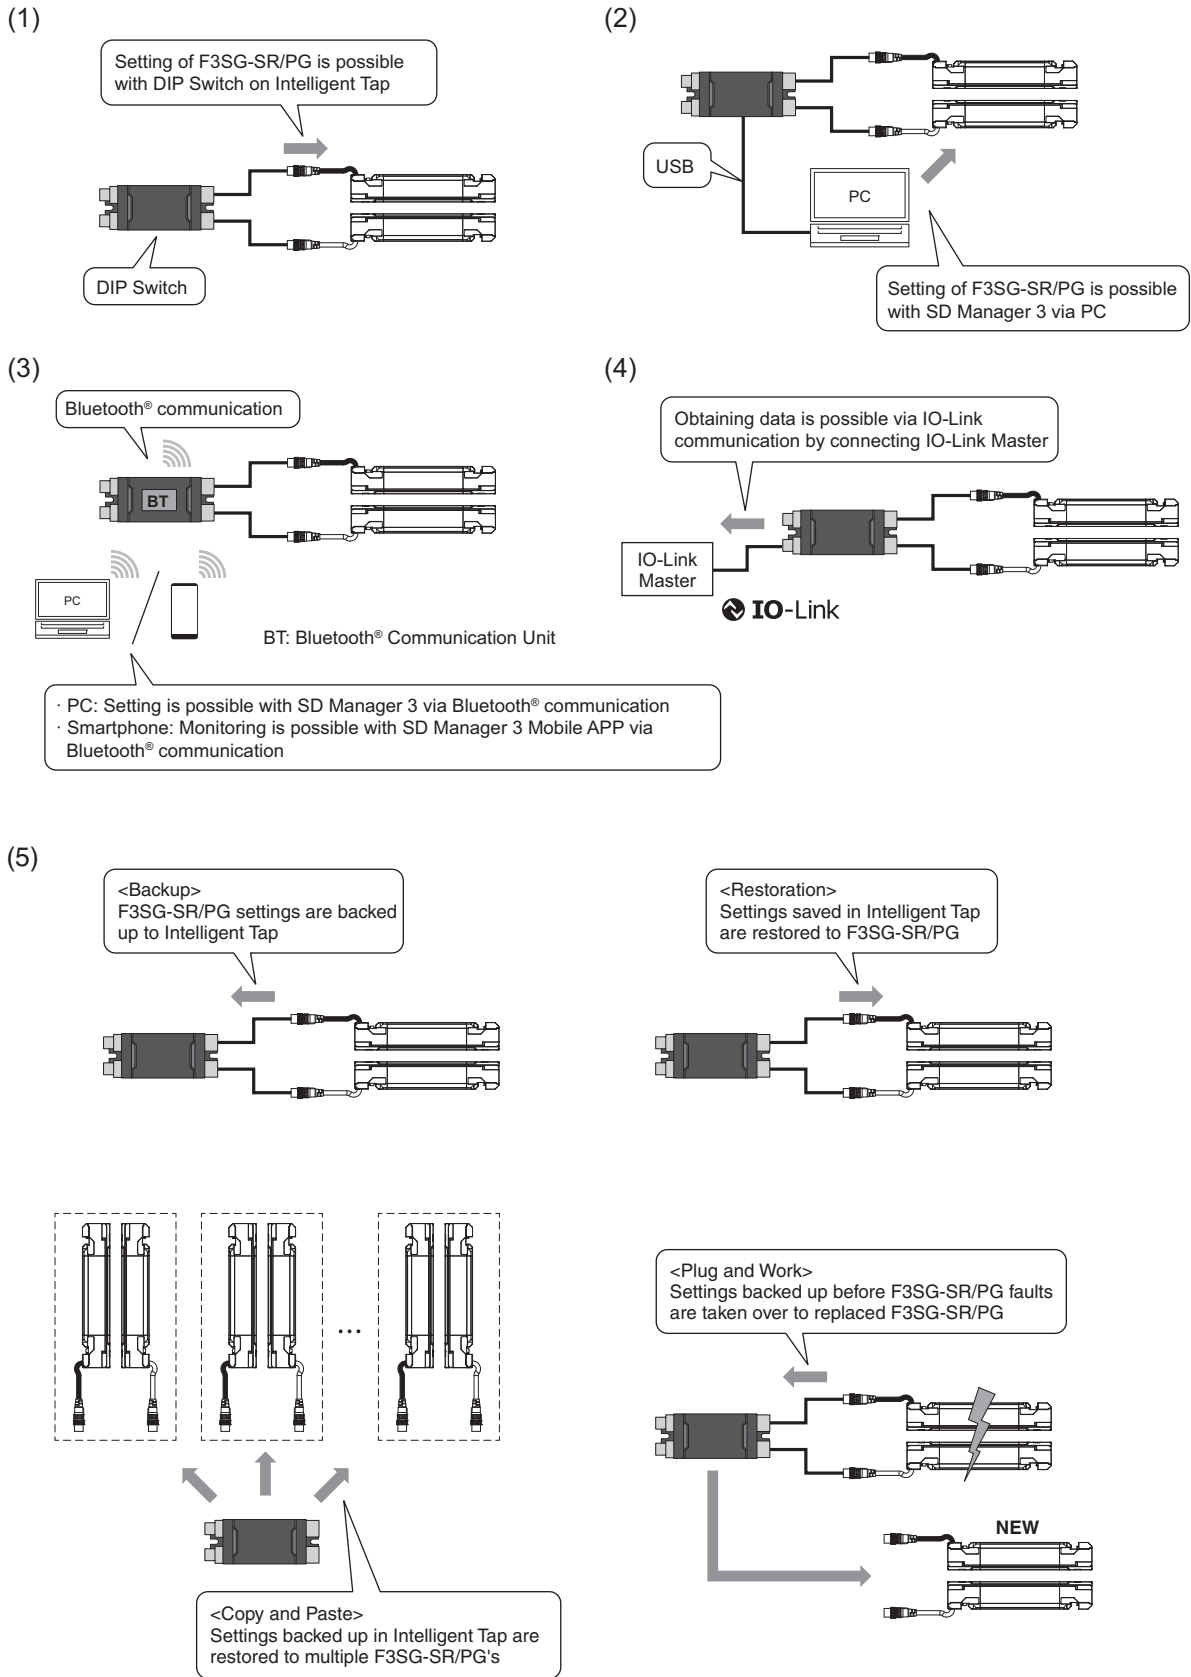 (1)
Setting of F3SG-SR/PG is possible
with DIP Switch on Intelligent Tap
DIP Switch
(2)
USB
PC
Setting of F3SG-SR/PG is possible
with SD Manager 3 via PC
(3)
Bluetooth® communication
BT
PC
BT: Bluetooth® Communication Unit
· PC: Setting is possible with SD Manager 3 via Bluetooth® communication
· Smartphone: Monitoring is possible with SD Manager 3 Mobile APP via
Bluetooth® communication
(4)
Obtaining data is possible via IO-Link
communication by connecting IO-Link Master
IO-Link
Master
IO-Link
(5)
<Backup>
F3SG-SR/PG settings are backed
up to Intelligent Tap
<Restoration>
Settings saved in Intelligent Tap
are restored to F3SG-SR/PG
...
<Copy and Paste>
Settings backed up in Intelligent Tap are
restored to multiple F3SG-SR/PG's
<Plug and Work>
Settings backed up before F3SG-SR/PG faults
are taken over to replaced F3SG-SR/PG
NEW